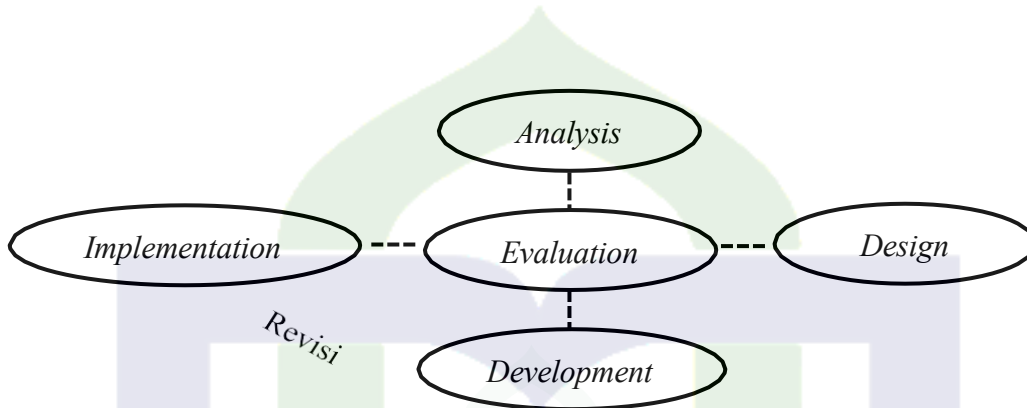 Analysis
Implementation
Evaluation
Design
Revisi
Development